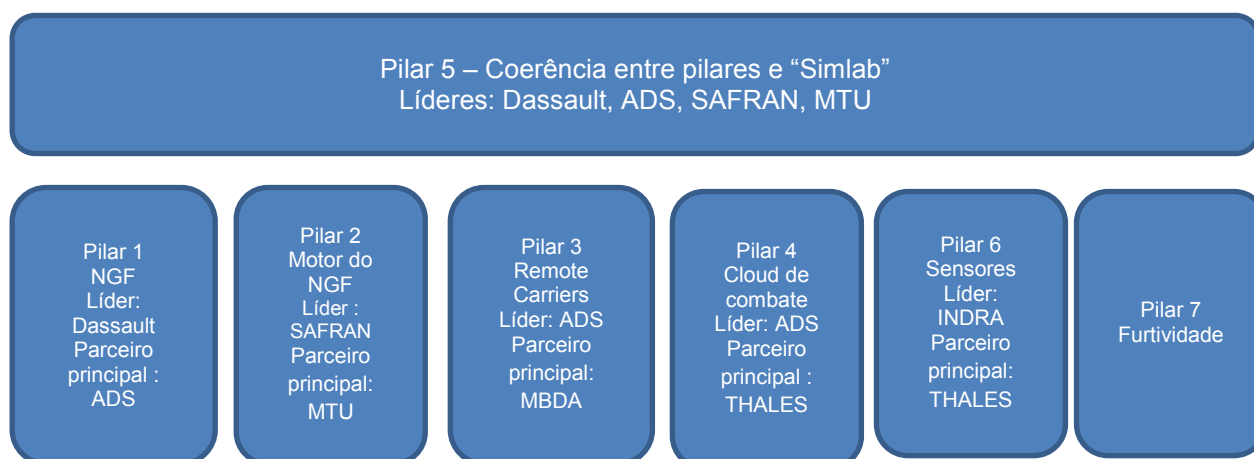 Pilar 5 – Coerência entre pilares e “Simlab”
Líderes: Dassault, ADS, SAFRAN, MTU
Pilar 1
NGF
Líder:
Dassault
Parceiro
principal :
ADS
Pilar 2
Motor do
NGF
Líder :
SAFRAN
Parceiro
principal:
MTU
Pilar 3
Remote
Carriers
Líder: ADS
Parceiro
principal:
MBDA
Pilar 4
Cloud de
combate
Líder: ADS
Parceiro
principal :
THALES
Pilar 6
Sensores
Líder:
INDRA
Parceiro
principal:
THALES
Pilar 7
Furtividade